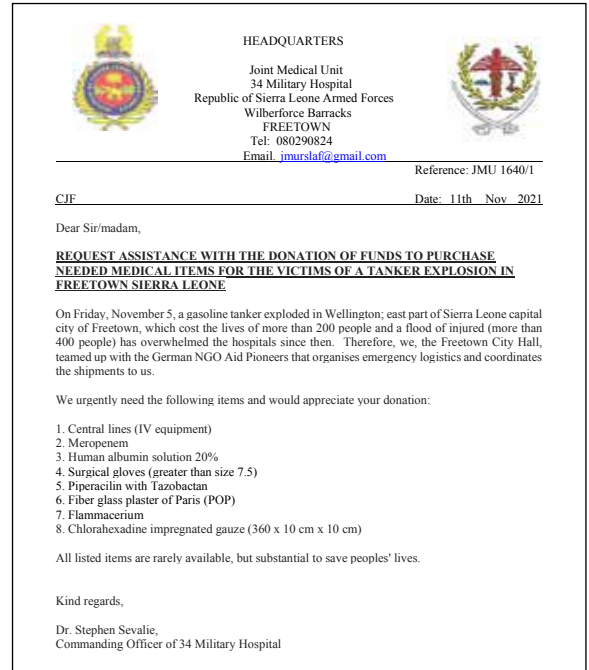 HEADQUARTERS
Joint Medical Unit
34 Military Hospital
Republic of Sierra Leone Armed Forces
Wilberforce Barracks
FREETOWN
Tel: 080290824
Email. jmurslaf@gmail.com
Reference: JMU 1640/1
CJF Date: 11th Nov 2021
Dear Sir/madam,
REQUEST ASSISTANCE WITH THE DONATION OF FUNDS TO PURCHASE
NEEDED MEDICAL ITEMS FOR THE VICTIMS OF A TANKER EXPLOSION IN
FREETOWN SIERRA LEONE
On Friday, November 5, a gasoline tanker exploded in Wellington; east part of Sierra Leone capital
city of Freetown, which cost the lives of more than 200 people and a flood of injured (more than
400 people) has overwhelmed the hospitals since then. Therefore, we, the Freetown City Hall,
teamed up with the German NGO Aid Pioneers that organises emergency logistics and coordinates
the shipments to us.
We urgently need the following items and would appreciate your donation:
1. Central lines (IV equipment)
2. Meropenem
3. Human albumin solution 20%
4. Surgical gloves (greater than size 7.5)
5. Piperacilin with Tazobactan
6. Fiber glass plaster of Paris (POP)
7. Flammacerium
8. Chlorahexadine impregnated gauze (360 x 10 cm x 10 cm)
All listed items are rarely available, but substantial to save peoples' lives.
Kind regards,
Dr. Stephen Sevalie,
Commanding Officer of 34 Military Hospital